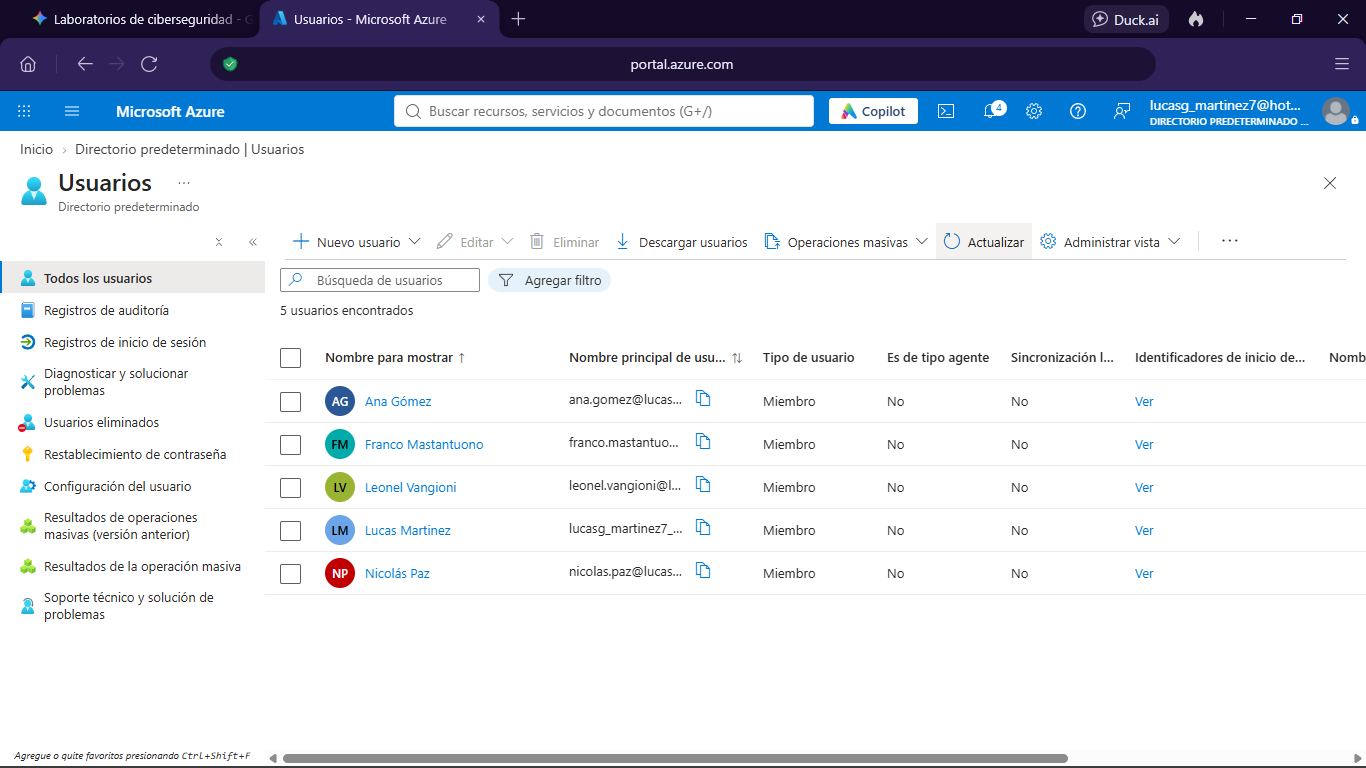 Laboratorios de ciberseguridad - G
Usuarios - Microsoft Azure
Duck.ai
portal.azure.com
Microsoft Azure
Buscar recursos, servicios y documentos (G+/)
Copilot
4
lucasg_martinez7@hot...
DIRECTORIO PREDETERMINADO ...
Inicio > Directorio predeterminado | Usuarios
Usuarios ...
Directorio predeterminado
Nuevo usuario
Editar
Eliminar
Descargar usuarios
Operaciones masivas
Actualizar
Administrar vista
...
Todos los usuarios
Registros de auditoría
Registros de inicio de sesión
Diagnosticar y solucionar
problemas
Usuarios eliminados
Restablecimiento de contraseña
Configuración del usuario
Resultados de operaciones
masivas (versión anterior)
Resultados de la operación masiva
Soporte técnico y solución de
problemas
Búsqueda de usuarios
Agregar filtro
5 usuarios encontrados
Nombre para mostrar ↑ Nombre principal de usu... ↑↓ Tipo de usuario Es de tipo agente Sincronización l... Identificadores de inicio de... Nomb
AG Ana Gómez ana.gomez@lucas... Miembro No No Ver
FM Franco Mastantuono franco.mastantuo... Miembro No No Ver
LV Leonel Vangioni leonel.vangioni@l... Miembro No No Ver
LM Lucas Martinez lucasg_martinez7_... Miembro No No Ver
NP Nicolás Paz nicolas.paz@lucas... Miembro No No Ver
Agregue o quite favoritos presionando Ctrl+Shift+F